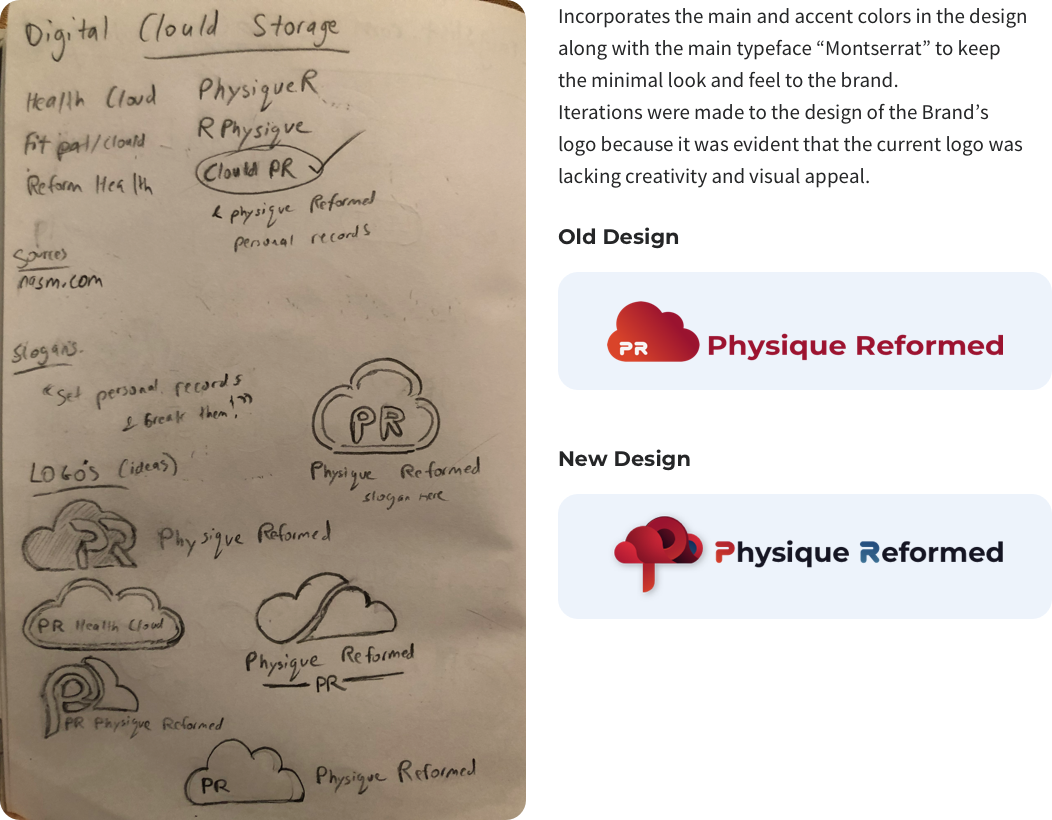 Digital Clould Storage
Health Cloud
Fit pal/clould
Reform Health
PhysiqueR
R Physique
Clould PR
& physique Reformed
personal records
Sources
nasm.com
Slogans.
"Set personal records
& break them!"
LOGO'S (ideas)
PR
Physique Reformed
slogan Here
PR Physique Reformed
PR Health Cloud
Physique Reformed
PR
PR Physique Reformed
PR Physique Reformed
Incorporates the main and accent colors in the design
along with the main typeface “Montserrat” to keep
the minimal look and feel to the brand.
Iterations were made to the design of the Brand’s
logo because it was evident that the current logo was
lacking creativity and visual appeal.
Old Design
PR Physique Reformed
New Design
Physique Reformed